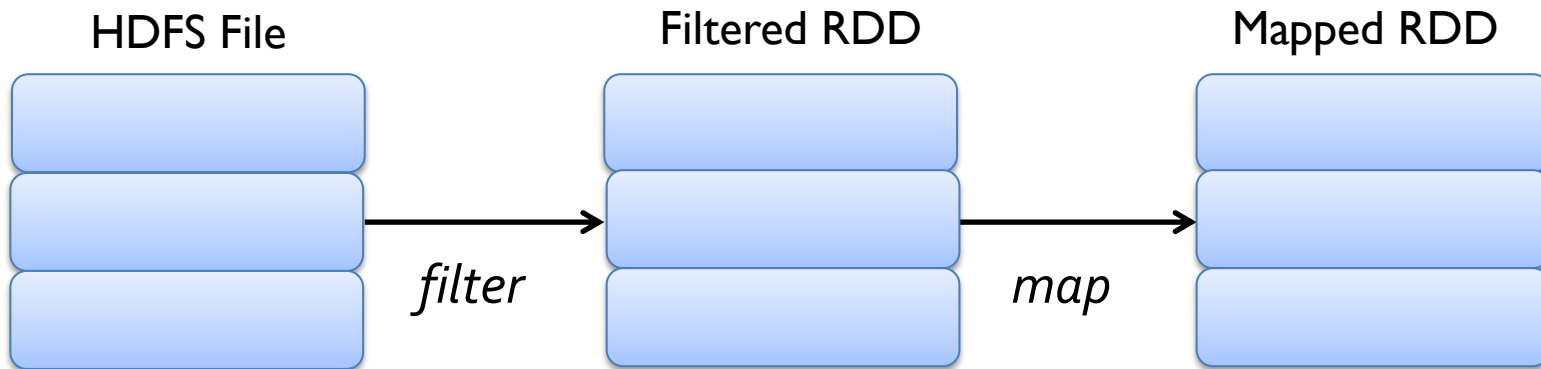 HDFS File
Filtered RDD
Mapped RDD
filter
map